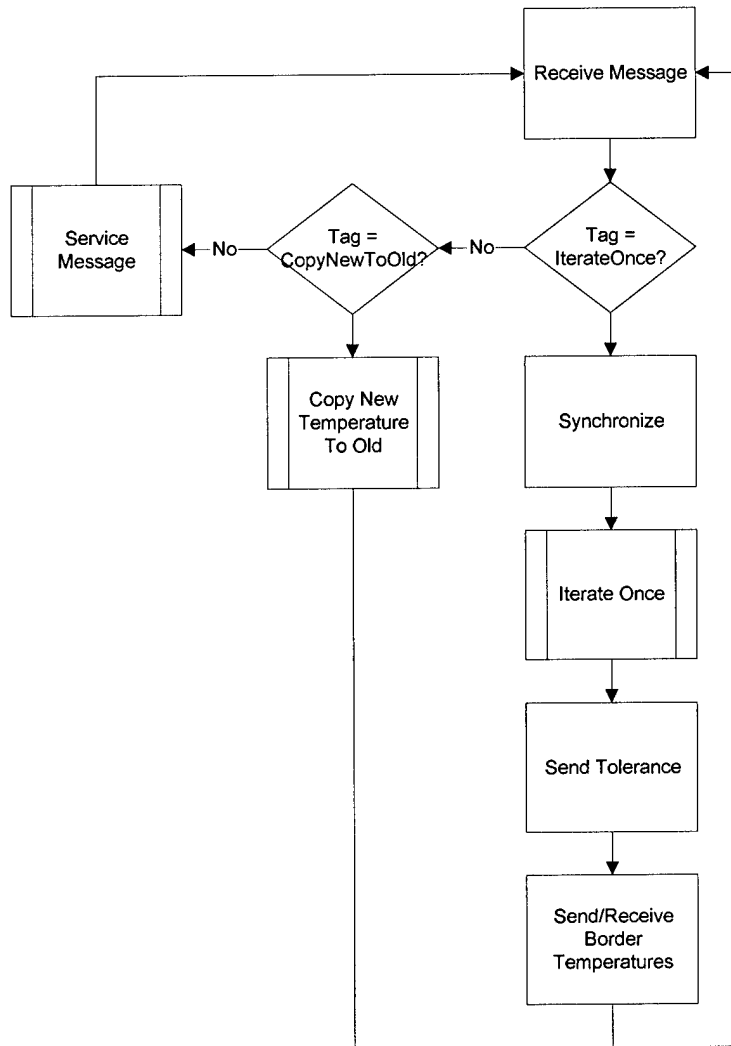 Receive Message
Tag =
IterateOnce?
No
Tag =
CopyNewToOld?
No
Service
Message
Copy New
Temperature
To Old
Synchronize
Iterate Once
Send Tolerance
Send/Receive
Border
Temperatures